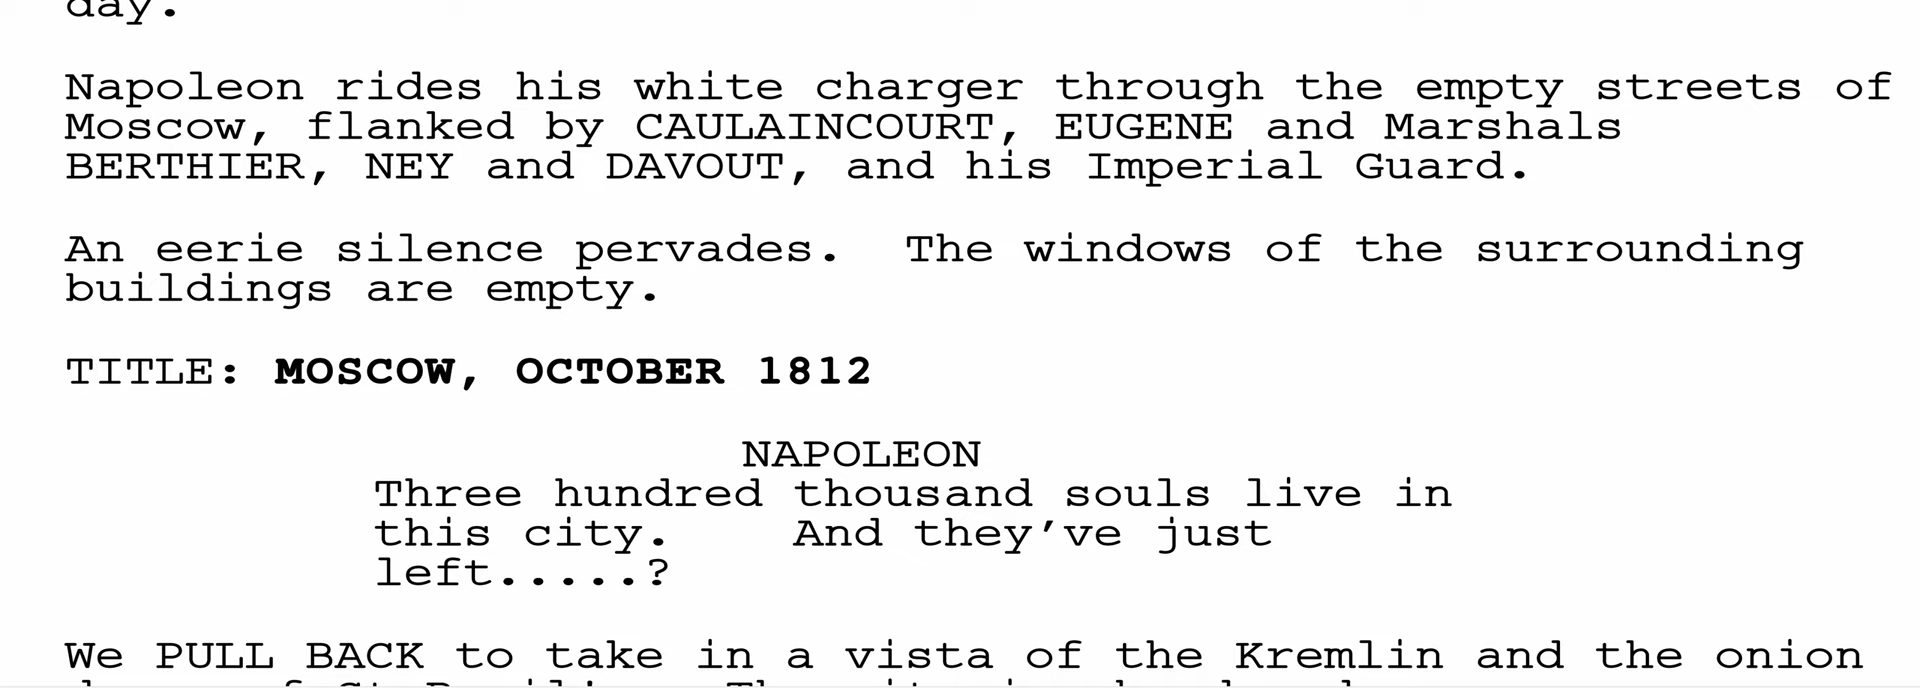 day.
Napoleon rides his white charger through the empty streets of
Moscow, flanked by CAULAINCOURT, EUGENE and Marshals
BERTHIER, NEY and DAVOUT, and his Imperial Guard.
An eerie silence pervades. The windows of the surrounding
buildings are empty.
TITLE: MOSCOW, OCTOBER 1812
NAPOLEON
Three hundred thousand souls live in
this city. And they’ve just
left.....?
We PULL BACK to take in a vista of the Kremlin and the onion